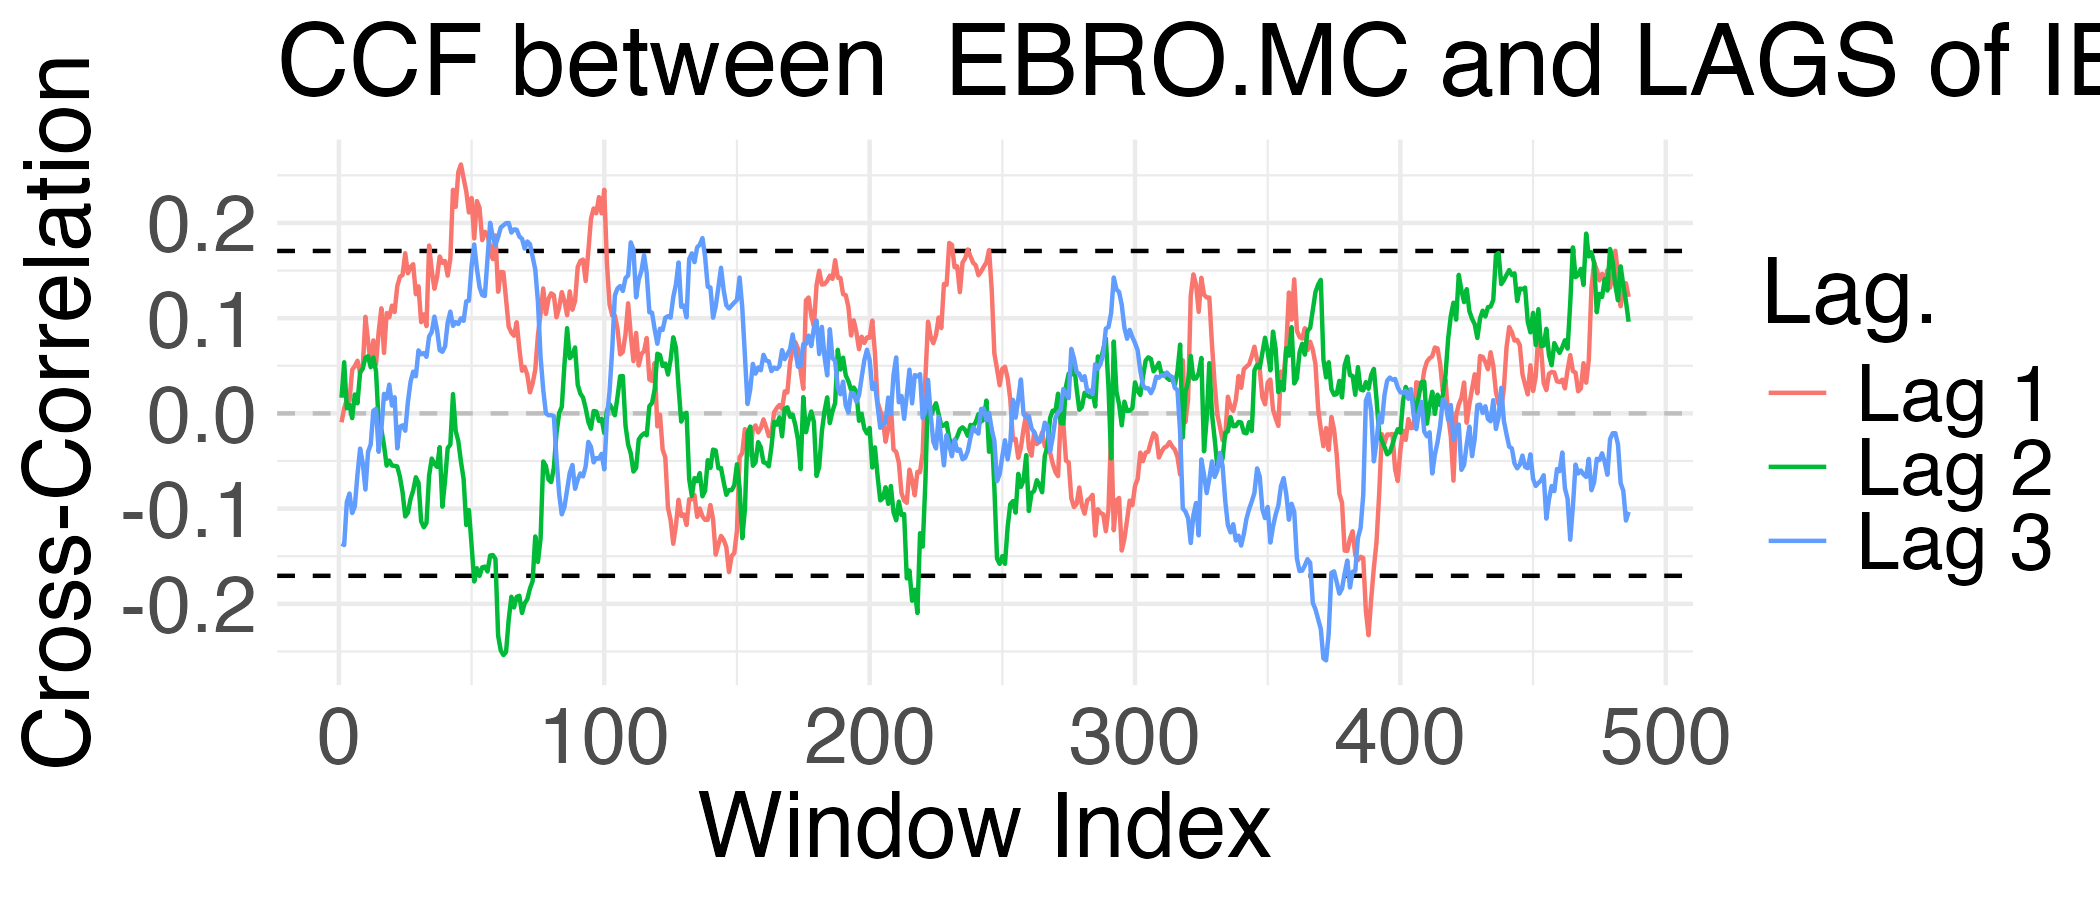 CCF between  EBRO.MC and LAGS of
Cross-Correlation
0.2
0.1
0.0
-0.1
-0.2
0 100 200 300 400 500
Window Index
Lag.
Lag 1
Lag 2
Lag 3